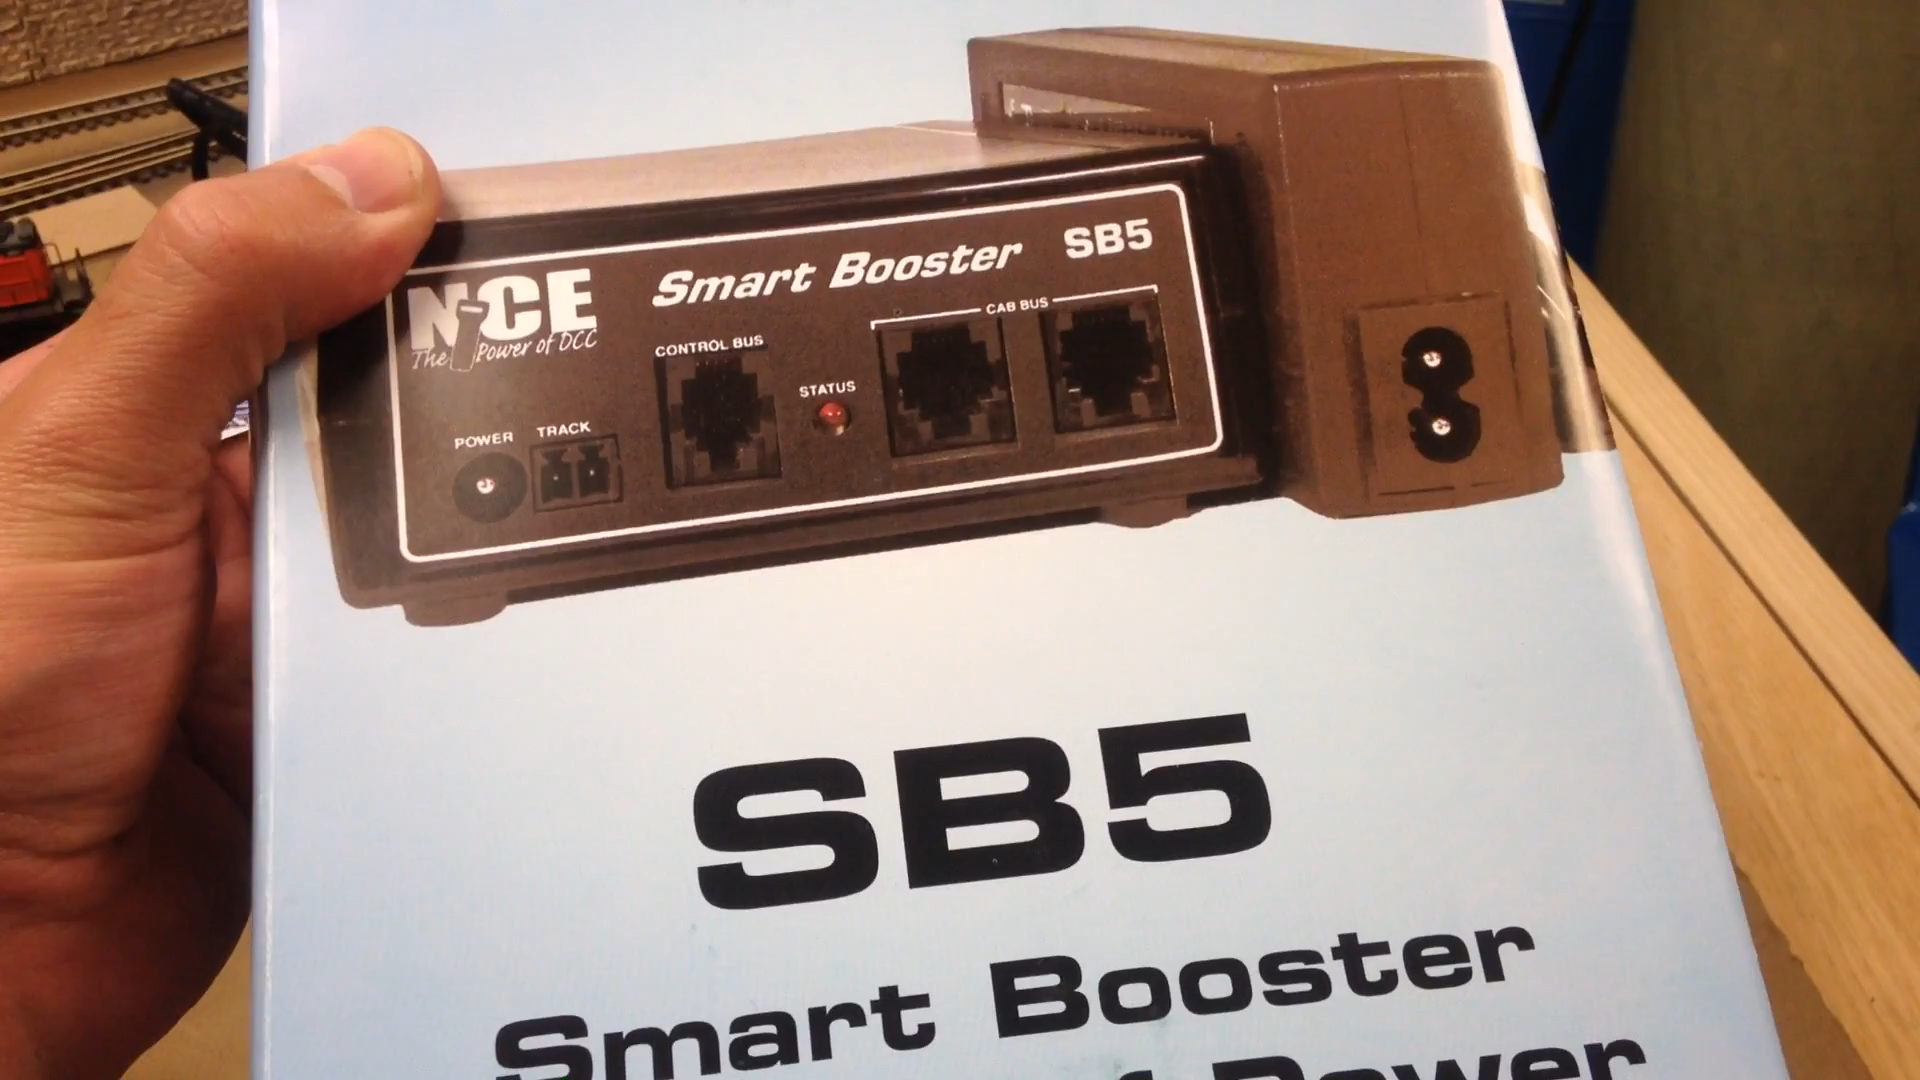 NCE
The Power of DCC
Smart Booster SB5
CONTROL BUS
CAB BUS
STATUS
POWER
TRACK
SB5
Smart Booster
Power